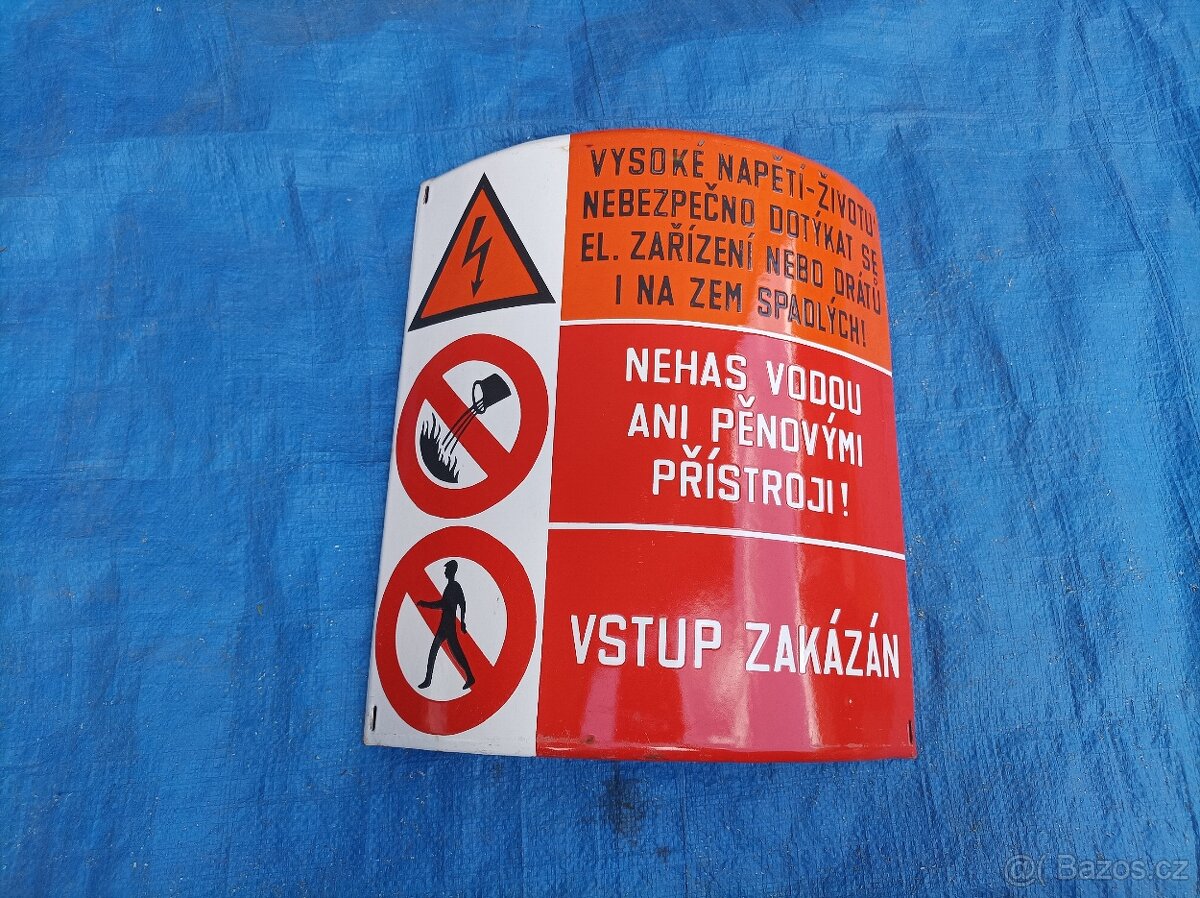 VYSOKÉ NAPĚTÍ-ŽIVOTU
NEBEZPEČNO DOTÝKAT SE
EL. ZAŘÍZENÍ NEBO DRÁTŮ
I NA ZEM SPADLÝCH!
NEHAS VODOU
ANI PĚNOVÝMI
PŘÍSTROJI!
VSTUP ZAKÁZÁN
@( Bazos.cz